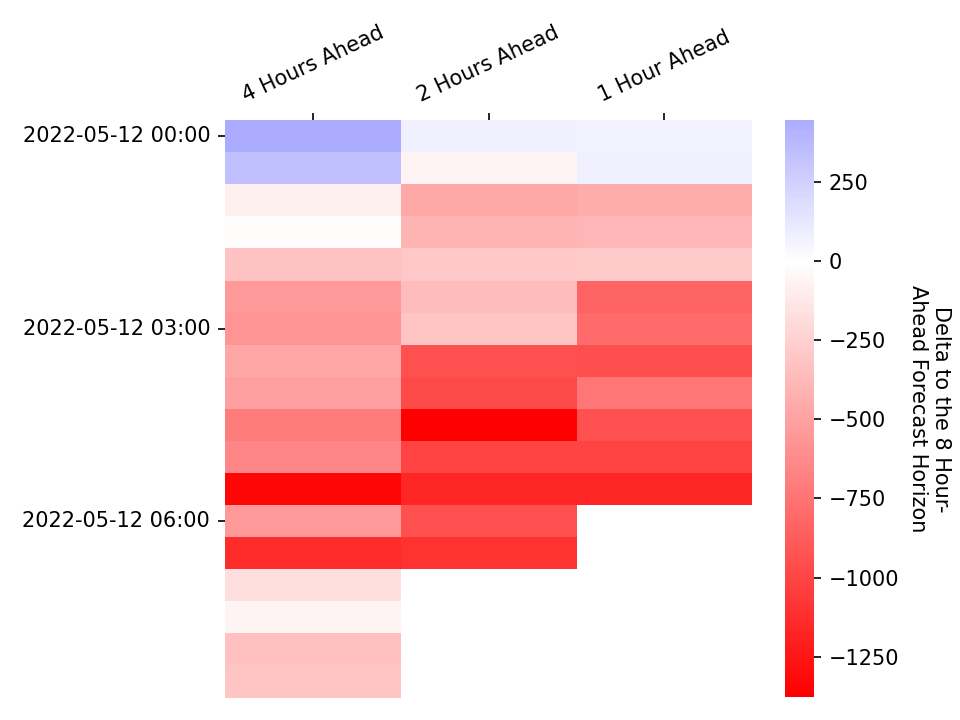 4 Hours Ahead
2 Hours Ahead
1 Hour Ahead
2022-05-12 00:00
2022-05-12 03:00
2022-05-12 06:00
250
0
−250
−500
−750
−1000
−1250
Delta to the 8 Hour-
Ahead Forecast Horizon